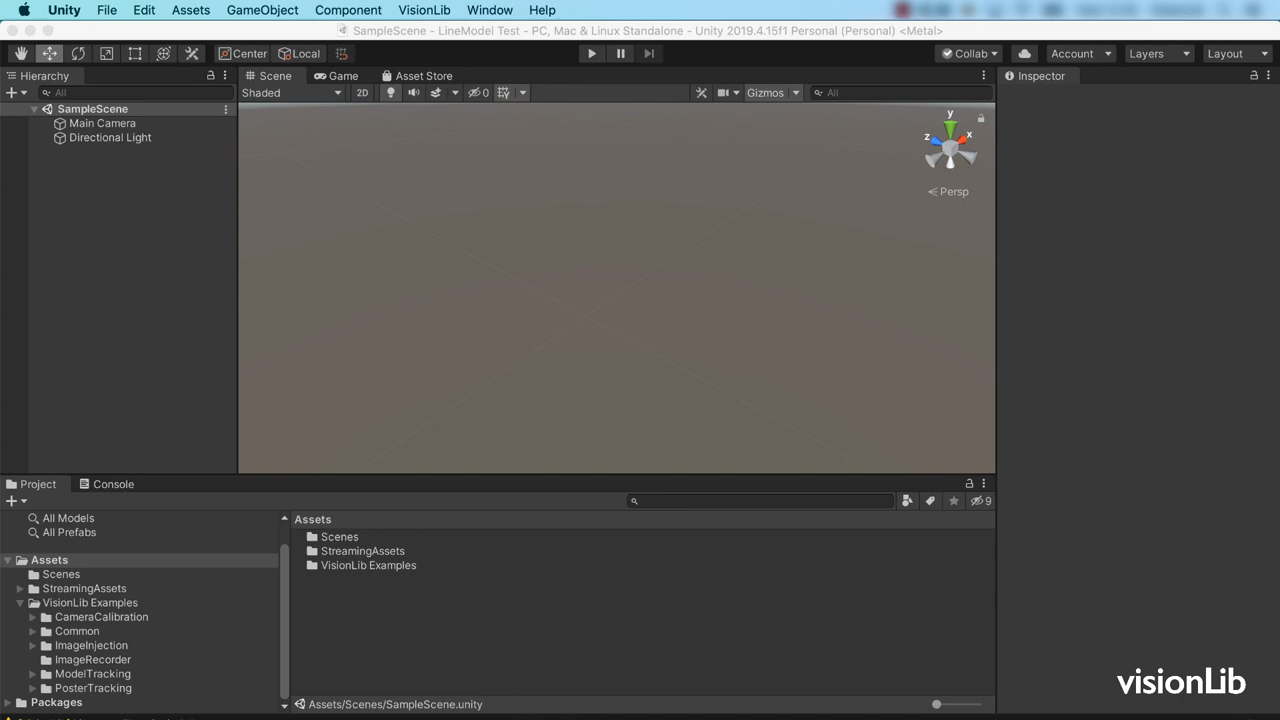 Unity File Edit Assets GameObject Component VisionLib Window Help
SampleScene - LineModel Test - PC, Mac & Linux Standalone - Unity 2019.4.15f1 Personal (Personal) <Metal>
Center Local Collab Account Layers Layout
Hierarchy Scene Game Asset Store Inspector
All Shaded 2D 0 Gizmos All
SampleScene
Main Camera
Directional Light
y
z x
Persp
Project Console
9
All Models
All Prefabs
Assets
Scenes
StreamingAssets
VisionLib Examples
CameraCalibration
Common
ImageInjection
ImageRecorder
ModelTracking
PosterTracking
Packages
Assets
Scenes
StreamingAssets
VisionLib Examples
Assets/Scenes/SampleScene.unity
visionLib